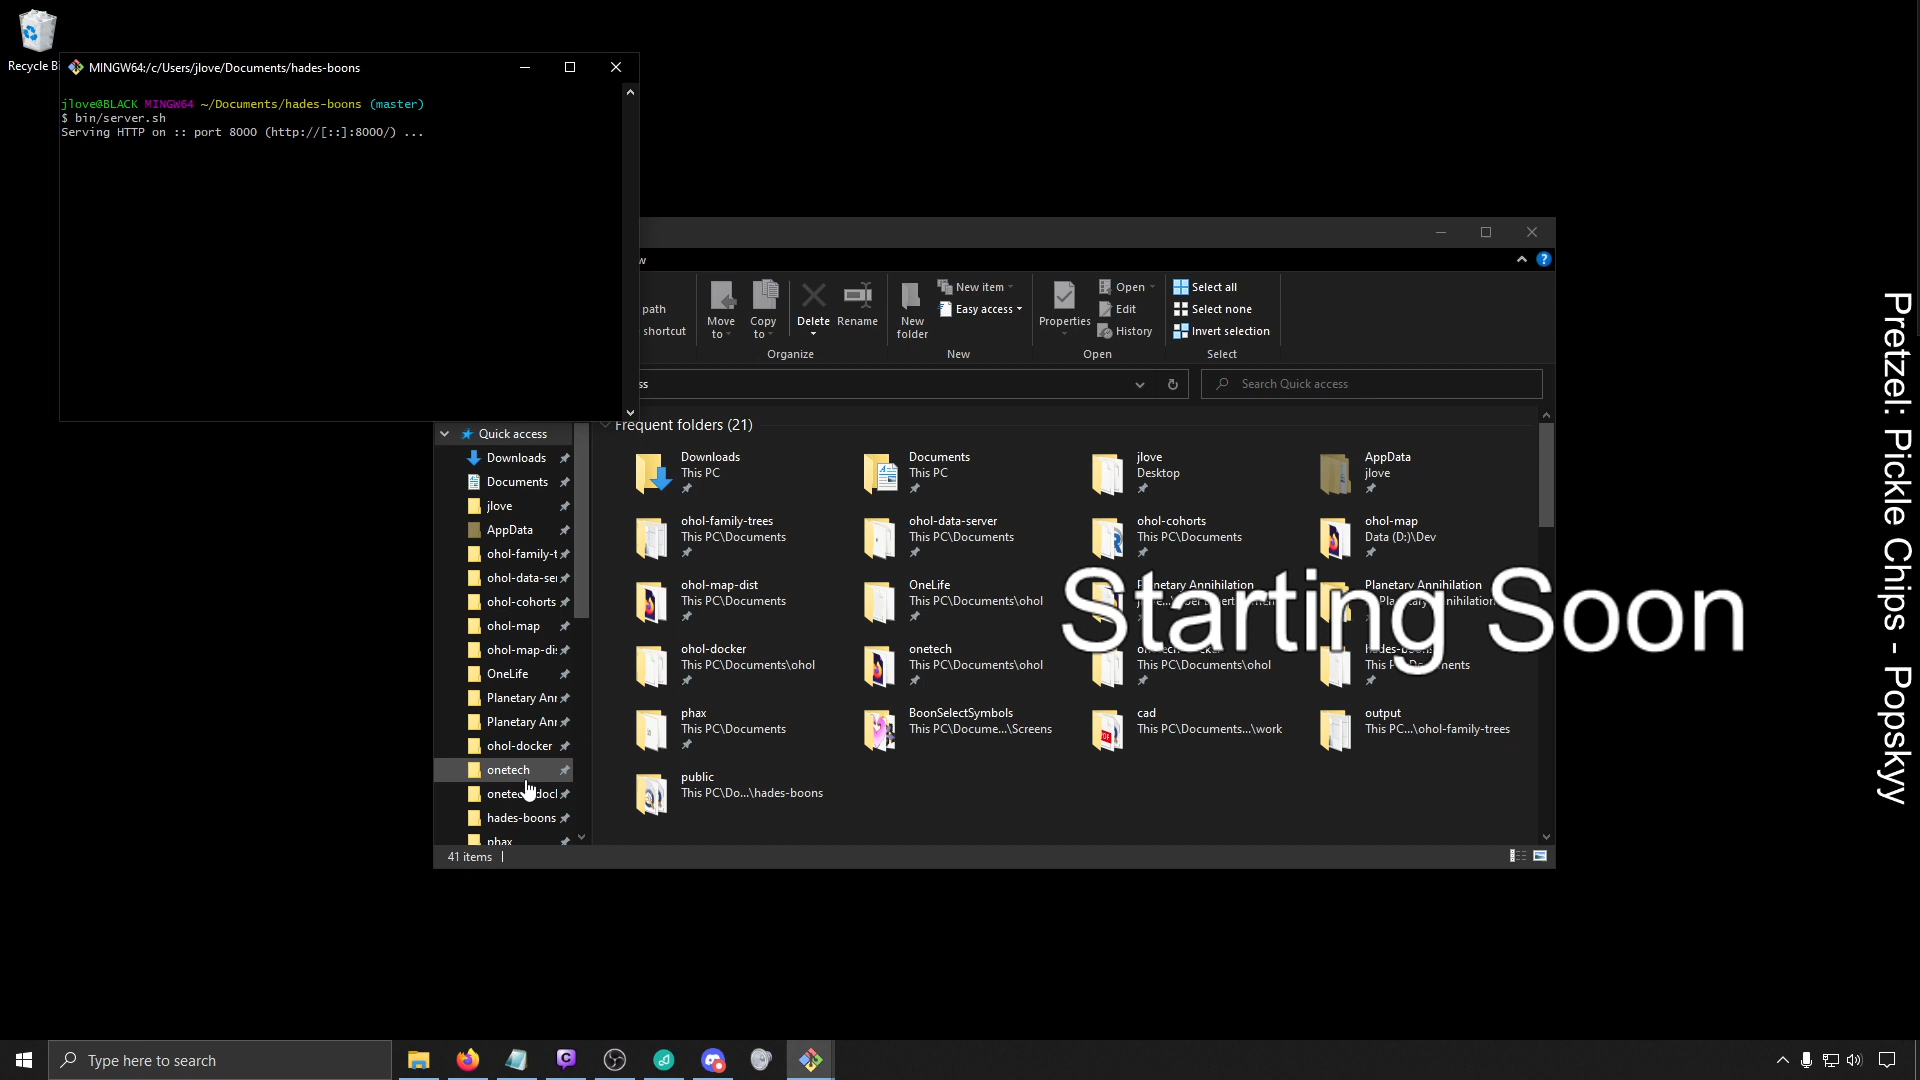 Recycle Bi
MINGW64:/c/Users/jlove/Documents/hades-boons
jlove@BLACK MINGW64 ~/Documents/hades-boons (master)
$ bin/server.sh
Serving HTTP on :: port 8000 (http://[::]:8000/) ...
w
path
shortcut
Move to
Copy to
Delete
Rename
Organize
New folder
New item
Easy access
New
Properties
Open
Edit
History
Open
Select all
Select none
Invert selection
Select
ss
Search Quick access
Quick access
Downloads
Documents
jlove
AppData
ohol-family-t
ohol-data-ser
ohol-cohorts
ohol-map
ohol-map-dis
OneLife
Planetary Ann
Planetary Ann
ohol-docker
onetech
hades-boons
phax
Frequent folders (21)
Downloads
This PC
Documents
This PC
jlove
Desktop
AppData
jlove
ohol-family-trees
This PC\Documents
ohol-data-server
This PC\Documents
ohol-cohorts
This PC\Documents
ohol-map
Data (D:)\Dev
ohol-map-dist
This PC\Documents
OneLife
This PC\Documents\ohol
Planetary Annihilation
Planetary Annihilation
ohol-docker
This PC\Documents\ohol
onetech
This PC\Documents\ohol
This PC\Documents\ohol
hades-boons
phax
This PC\Documents
BoonSelectSymbols
This PC\Docume...\Screens
cad
This PC\Documents...\work
output
This PC...\ohol-family-trees
public
This PC\Do...\hades-boons
41 items
Starting Soon
Pretzel: Pickle Chips - Popskyy
Type here to search